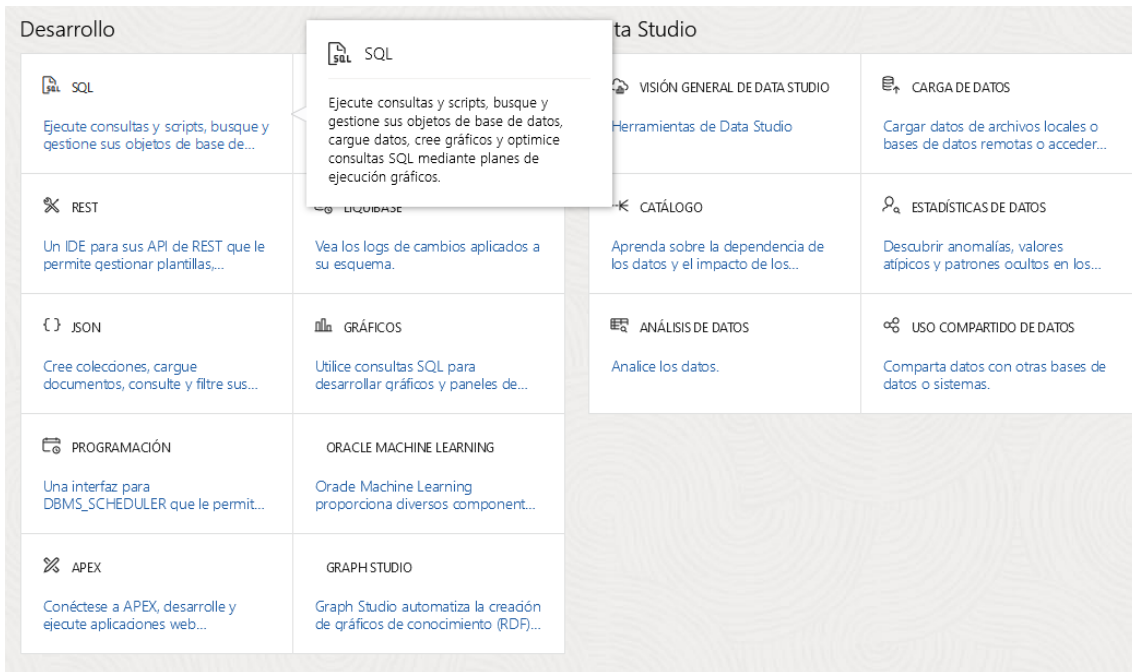 Desarrollo
SQL
Ejecute consultas y scripts, busque y
gestione sus objetos de base de...
SQL
Ejecute consultas y scripts, busque y
gestione sus objetos de base de datos,
cargue datos, cree gráficos y optimice
consultas SQL mediante planes de
ejecución gráficos.
REST
Un IDE para sus API de REST que le
permite gestionar plantillas,...
LIQUIBASE
Vea los logs de cambios aplicados a
su esquema.
JSON
Cree colecciones, cargue
documentos, consulte y filtre sus...
GRÁFICOS
Utilice consultas SQL para
desarrollar gráficos y paneles de...
PROGRAMACIÓN
Una interfaz para
DBMS_SCHEDULER que le permit...
ORACLE MACHINE LEARNING
Oracle Machine Learning
proporciona diversos component...
APEX
Conéctese a APEX, desarrolle y
ejecute aplicaciones web...
GRAPH STUDIO
Graph Studio automatiza la creación
de gráficos de conocimiento (RDF)...
ta Studio
VISIÓN GENERAL DE DATA STUDIO
Herramientas de Data Studio
CARGA DE DATOS
Cargar datos de archivos locales o
bases de datos remotas o acceder...
CATÁLOGO
Aprenda sobre la dependencia de
los datos y el impacto de los...
ESTADÍSTICAS DE DATOS
Descubrir anomalías, valores
atípicos y patrones ocultos en los...
ANÁLISIS DE DATOS
Analice los datos.
USO COMPARTIDO DE DATOS
Comparta datos con otras bases de
datos o sistemas.